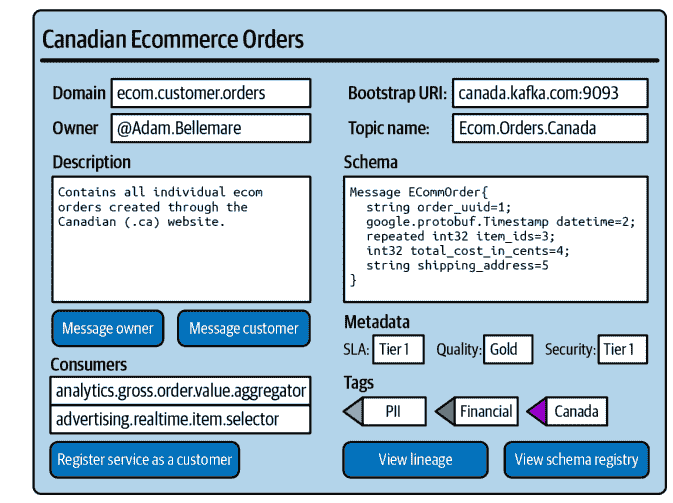 Canadian Ecommerce Orders
Domain ecom.customer.orders
Owner @Adam.Bellemare
Description
Contains all individual ecom
orders created through the
Canadian (.ca) website.
Message owner
Message customer
Consumers
analytics.gross.order.value.aggregator
advertising.realtime.item.selector
Register service as a customer
Bootstrap URI: canada.kafka.com:9093
Topic name: Ecom.Orders.Canada
Schema
Message ECommOrder{
string order_uuid=1;
google.protobuf.Timestamp datetime=2;
repeated int32 item_ids=3;
int32 total_cost_in_cents=4;
string shipping_address=5
}
Metadata
SLA: Tier 1 Quality: Gold Security: Tier 1
Tags
PII Financial Canada
View lineage
View schema registry